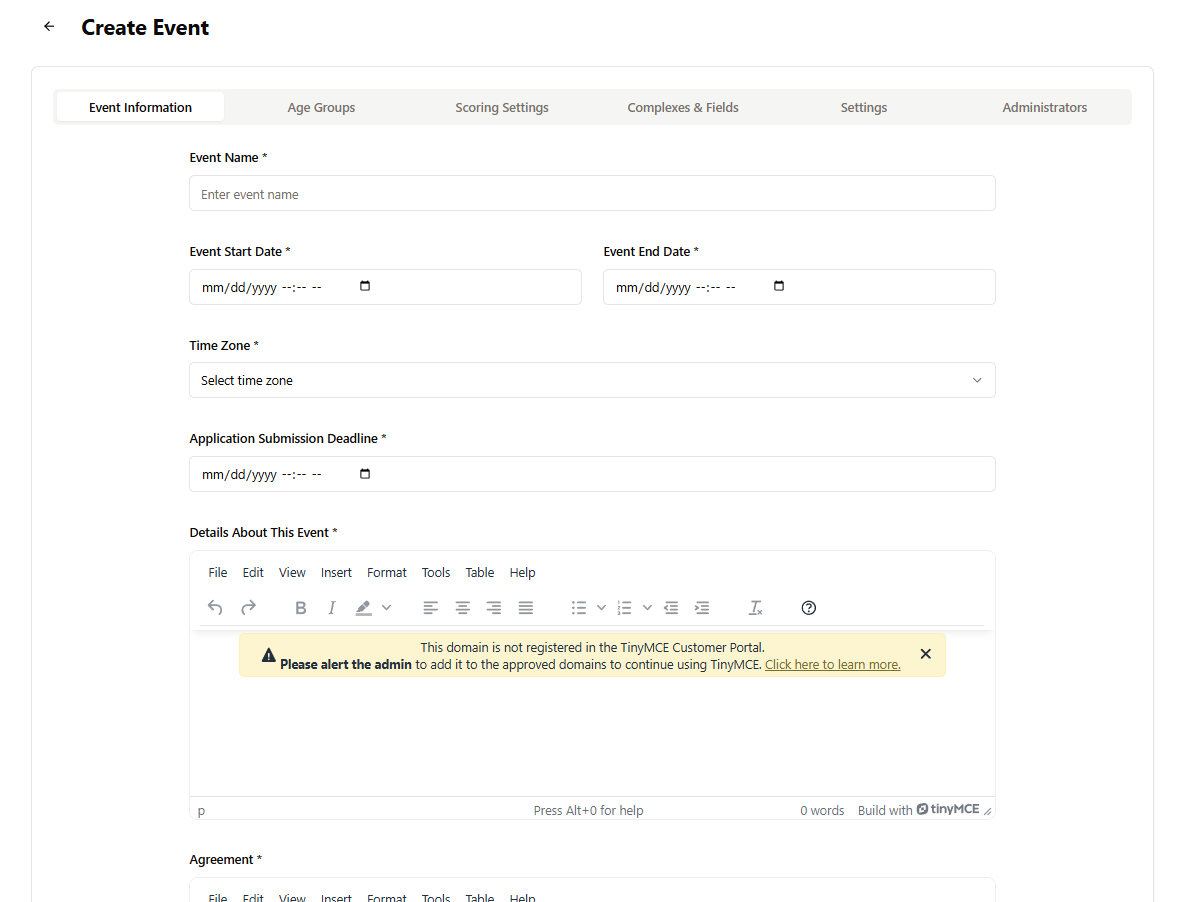 Create Event
Event Information Age Groups Scoring Settings Complexes & Fields Settings Administrators
Event Name *
Enter event name
Event Start Date * Event End Date *
mm/dd/yyyy --:-- -- mm/dd/yyyy --:-- --
Time Zone *
Select time zone
Application Submission Deadline *
mm/dd/yyyy --:-- --
Details About This Event *
File Edit View Insert Format Tools Table Help
This domain is not registered in the TinyMCE Customer Portal.
Please alert the admin to add it to the approved domains to continue using TinyMCE. Click here to learn more.
p Press Alt+0 for help 0 words Build with tinyMCE
Agreement *
File Edit View Insert Format Tools Table Help